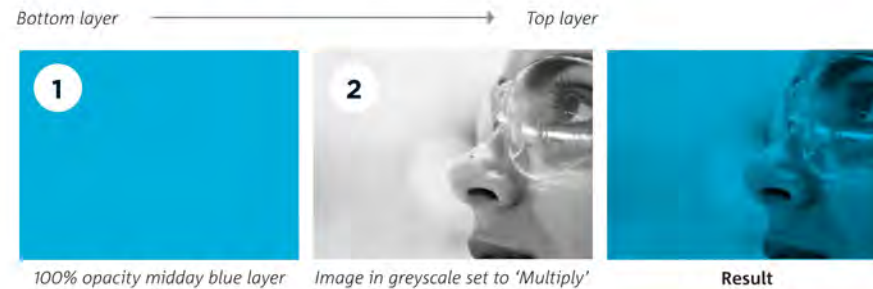 Bottom layer
Top layer
1
2
100% opacity midday blue layer
Image in greyscale set to ‘Multiply’
Result